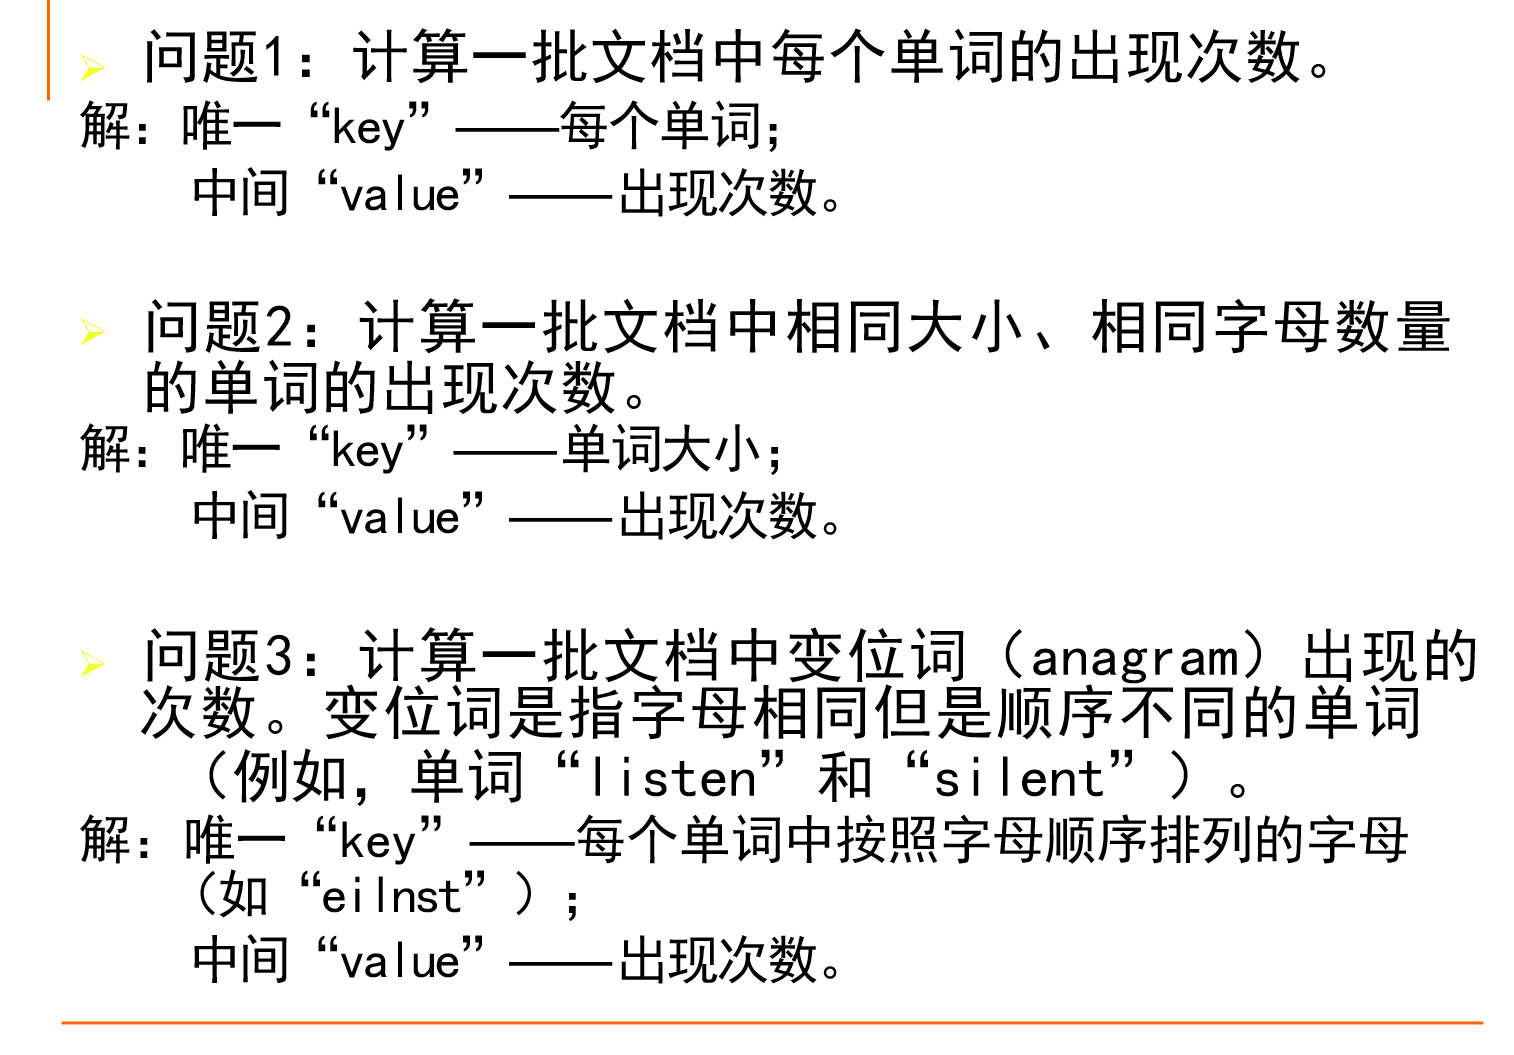 问题1：计算一批文档中每个单词的出现次数。
解：唯一“key”——每个单词；
中间“value”——出现次数。
问题2：计算一批文档中相同大小、相同字母数量
的单词的出现次数。
解：唯一“key”——单词大小；
中间“value”——出现次数。
问题3：计算一批文档中变位词（anagram）出现的
次数。变位词是指字母相同但是顺序不同的单词
（例如，单词“listen”和“silent”）。
解：唯一“key”——每个单词中按照字母顺序排列的字母
（如“eilnst”）；
中间“value”——出现次数。